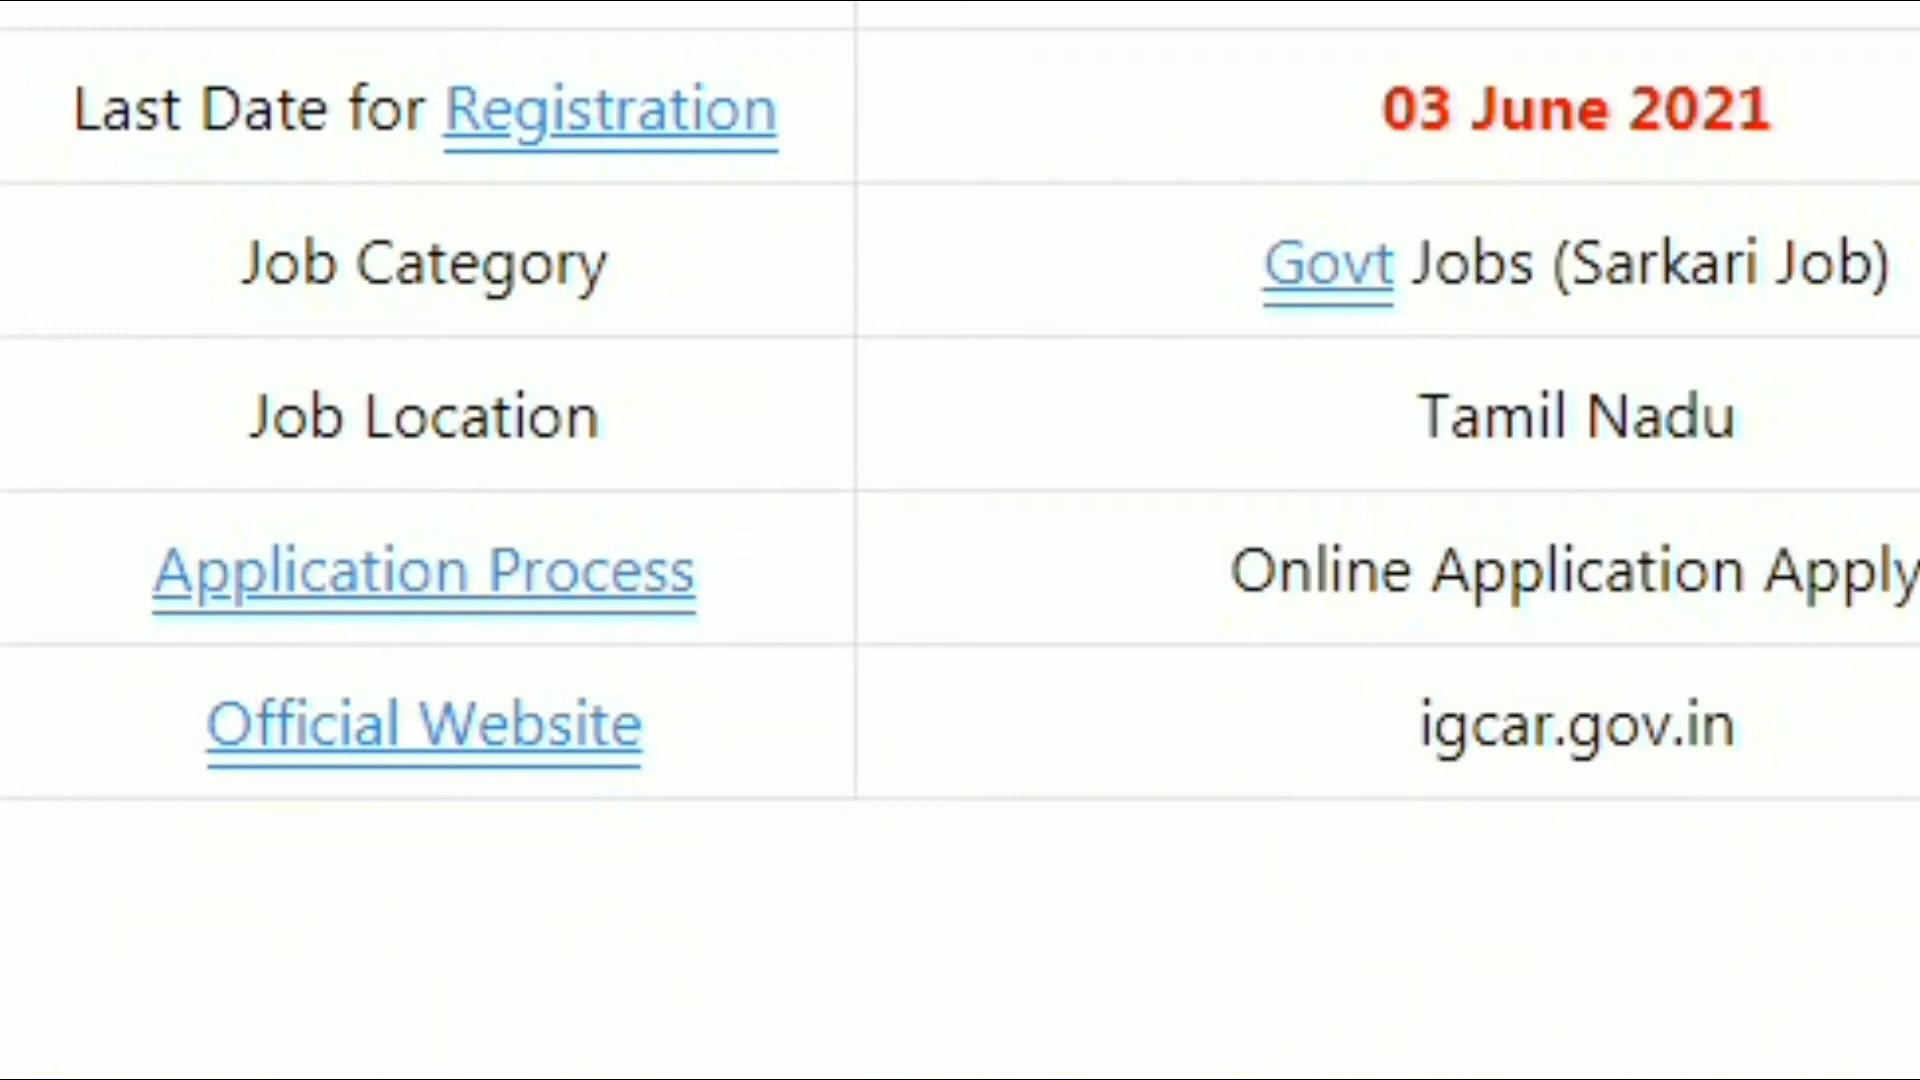 Last Date for Registration 03 June 2021
Job Category Govt Jobs (Sarkari Job)
Job Location Tamil Nadu
Application Process Online Application Apply
Official Website igcar.gov.in